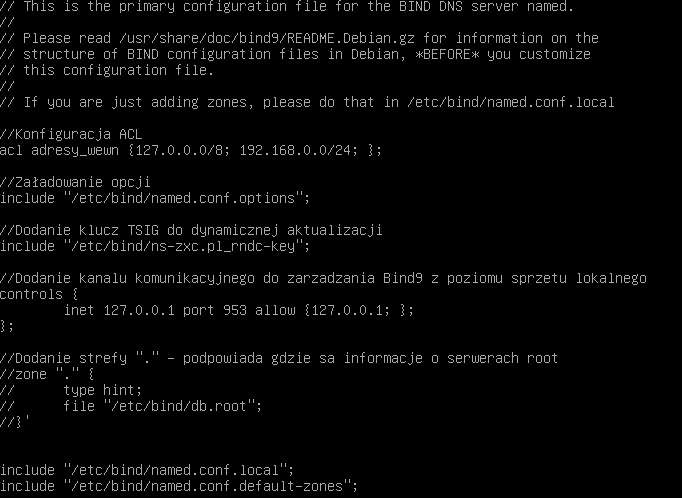 // This is the primary configuration file for the BIND DNS server named.
//
// Please read /usr/share/doc/bind9/README.Debian.gz for information on the
// structure of BIND configuration files in Debian, *BEFORE* you customize
// this configuration file.
//
// If you are just adding zones, please do that in /etc/bind/named.conf.local
//Konfiguracja ACL
acl adresy_wewn {127.0.0.0/8; 192.168.0.0/24; };
//Załadowanie opcji
include "/etc/bind/named.conf.options";
//Dodanie klucz TSIG do dynamicznej aktualizacji
include "/etc/bind/ns-zxc.pl_rndc-key";
//Dodanie kanalu komunikacyjnego do zarzadzania Bind9 z poziomu sprzetu lokalnego
controls {
        inet 127.0.0.1 port 953 allow {127.0.0.1; };
};
//Dodanie strefy "." – podpowiada gdzie sa informacje o serwerach root
//zone "." {
//      type hint;
//      file "/etc/bind/db.root";
//}'
include "/etc/bind/named.conf.local";
include "/etc/bind/named.conf.default-zones";